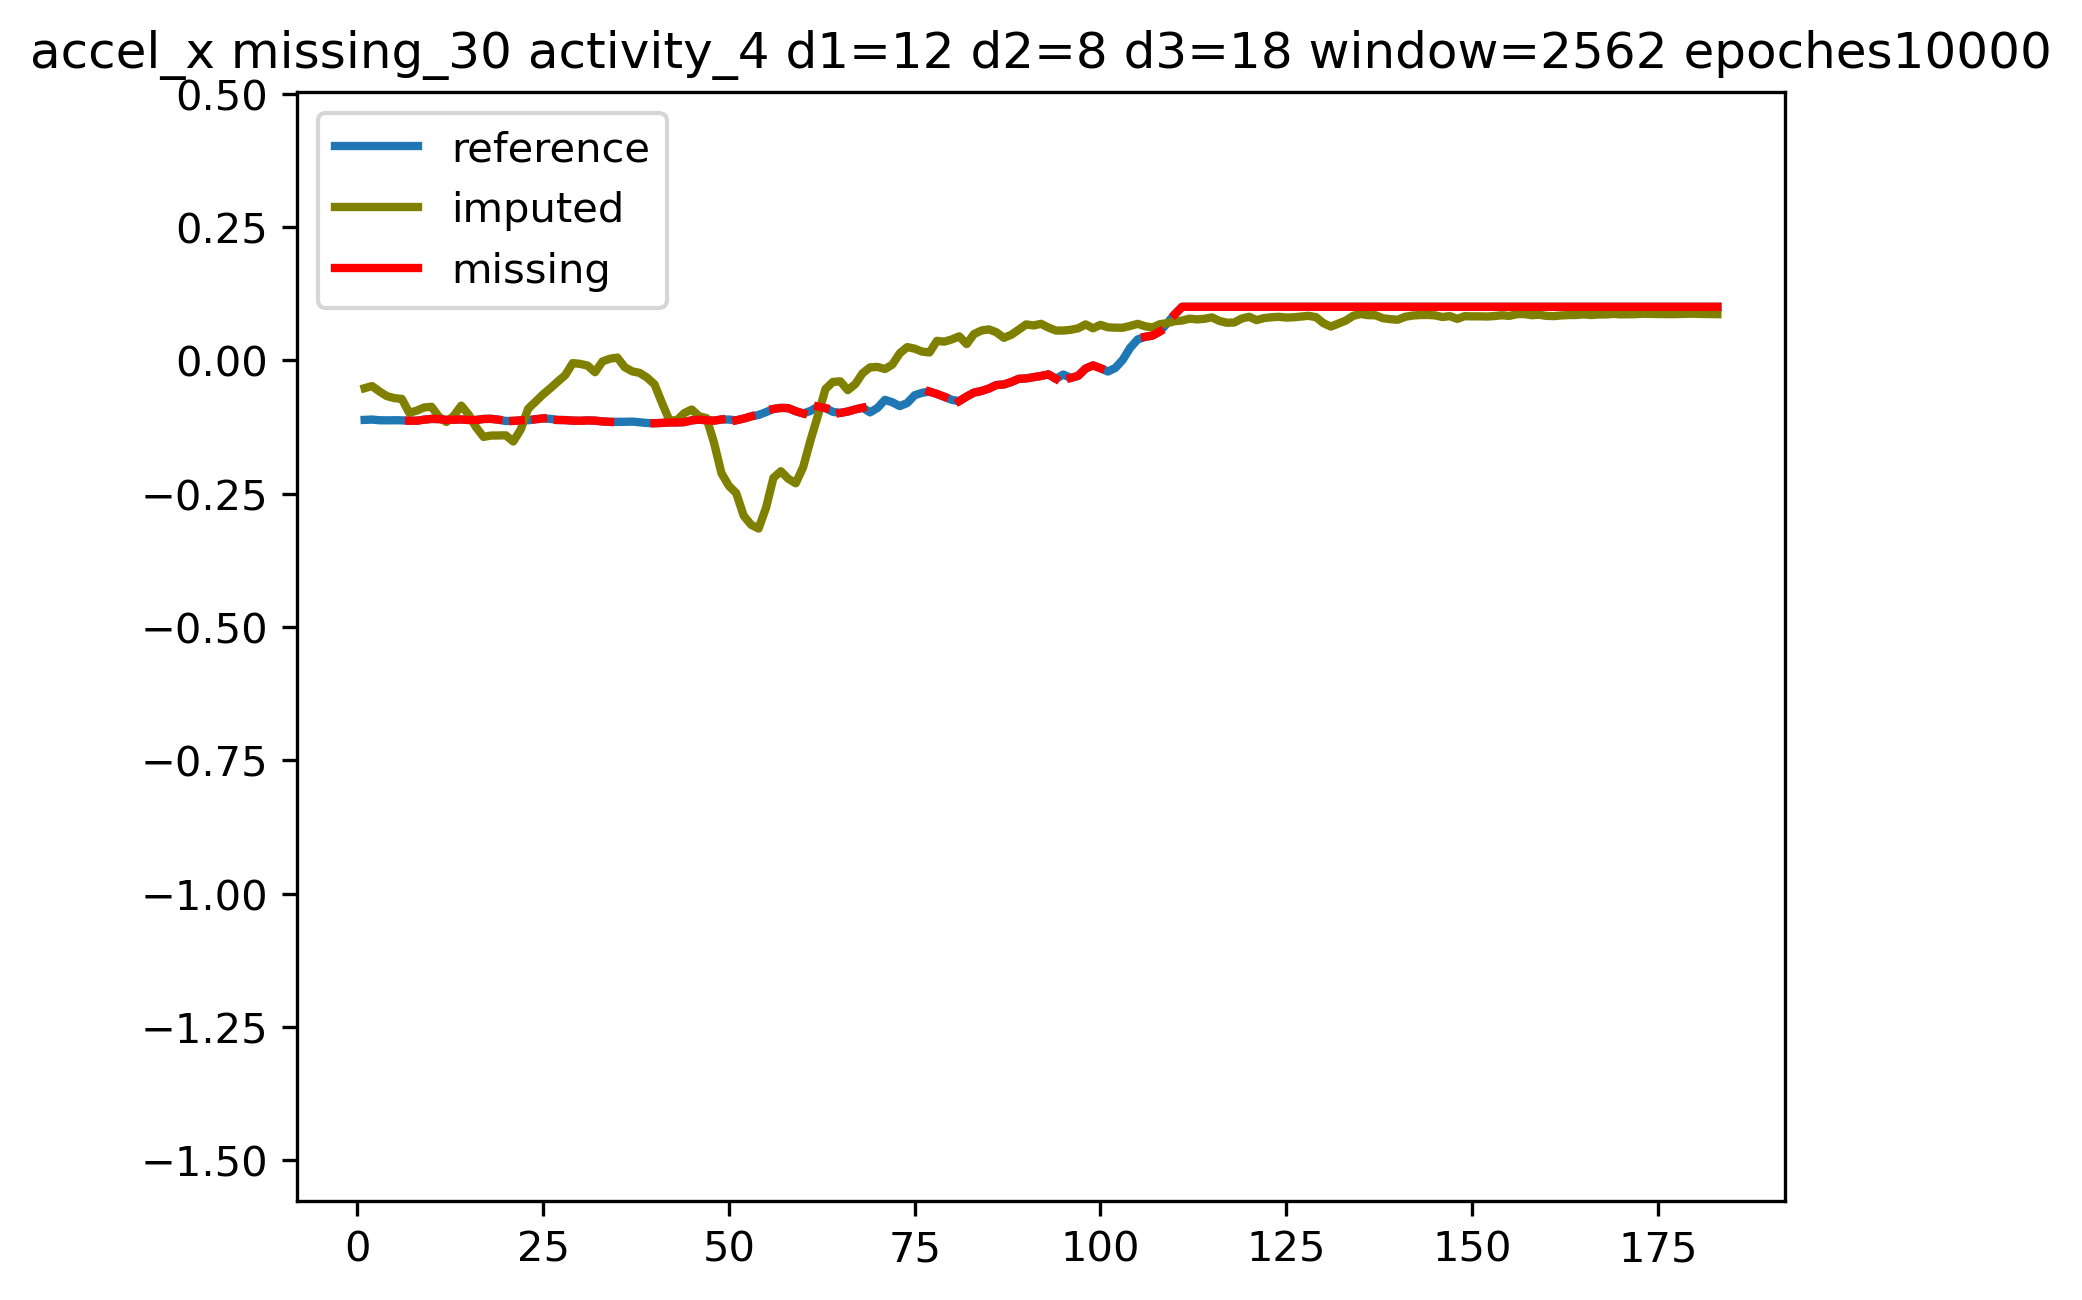 accel_x missing_30 activity_4 d1=12 d2=8 d3=18 window=2562 epoches10000
0.50
0.25
0.00
−0.25
−0.50
−0.75
−1.00
−1.25
−1.50
reference
imputed
missing
0 25 50 75 100 125 150 175